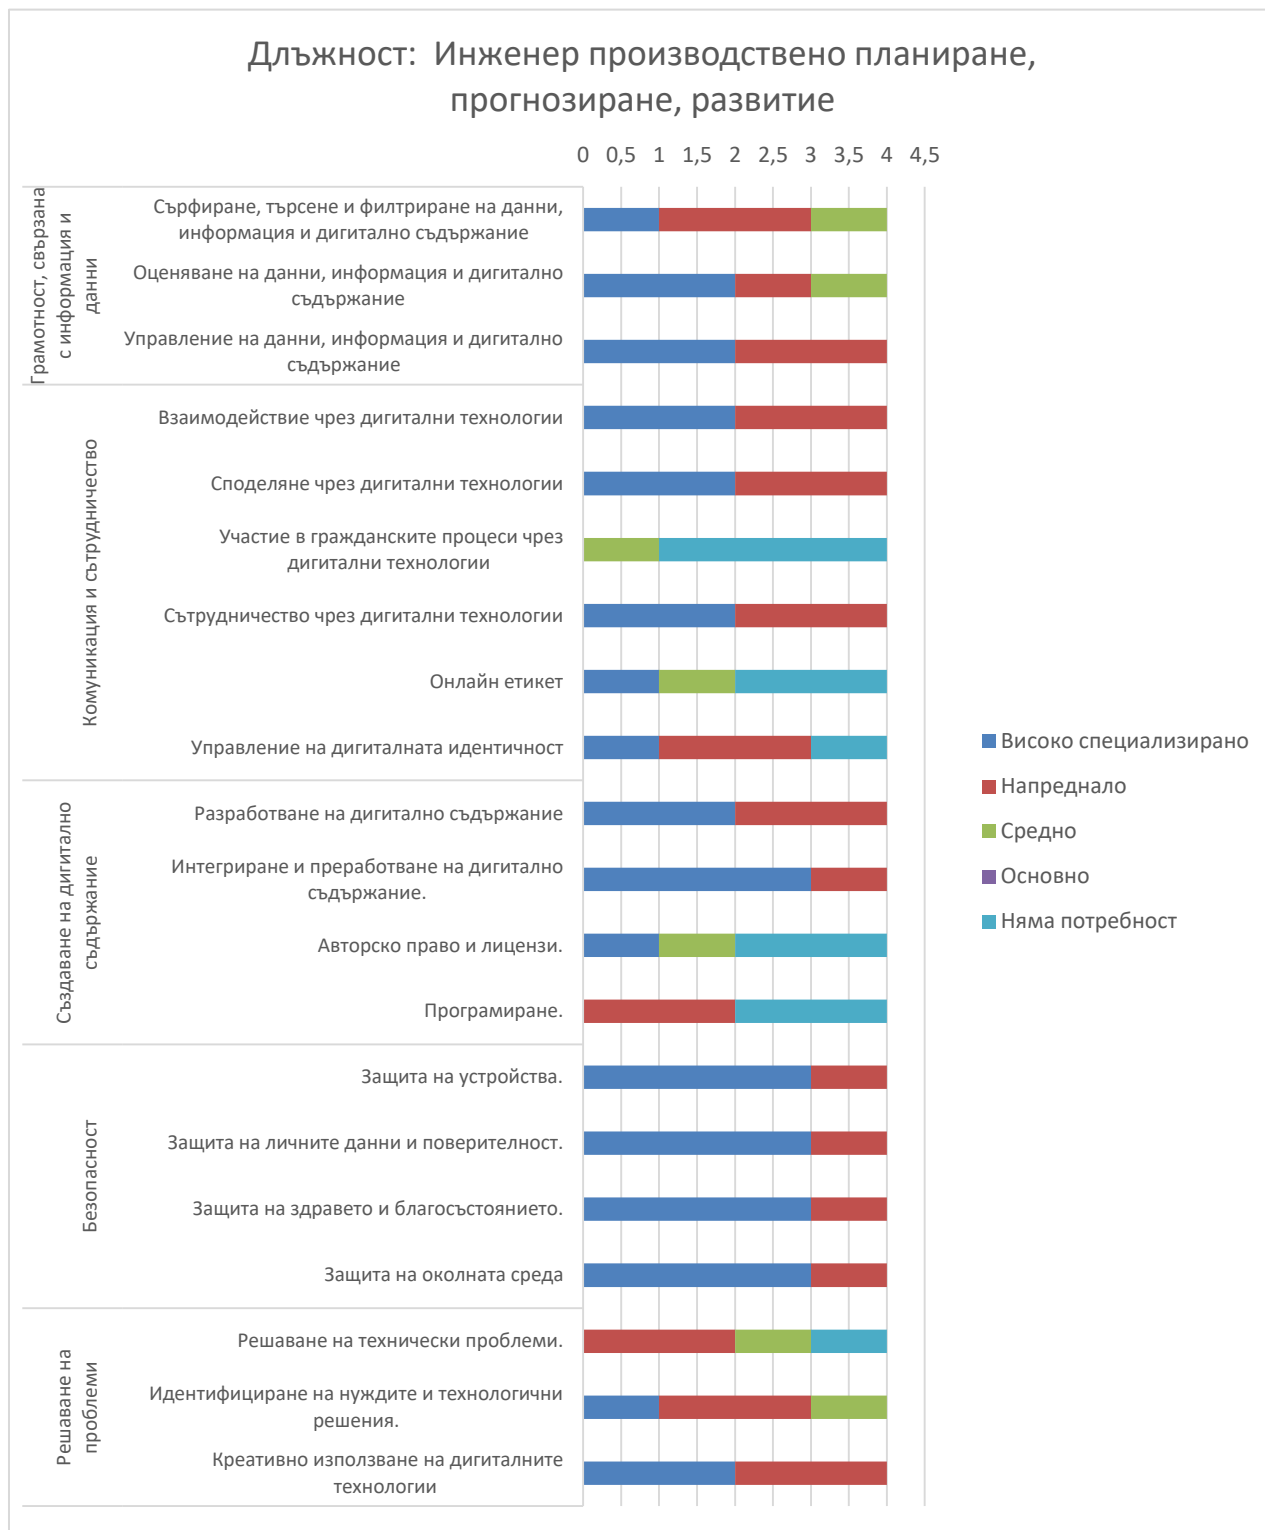 Длъжност:  Инженер производствено планиране,
прогнозиране, развитие
0 0,5 1 1,5 2 2,5 3 3,5 4 4,5
Грамотност, свързана
с информация и
данни
Сърфиране, търсене и филтриране на данни,
информация и дигитално съдържание
Оценяване на данни, информация и дигитално
съдържание
Управление на данни, информация и дигитално
съдържание
Комуникация и сътрудничество
Взаимодействие чрез дигитални технологии
Споделяне чрез дигитални технологии
Участие в гражданските процеси чрез
дигитални технологии
Сътрудничество чрез дигитални технологии
Онлайн етикет
Управление на дигиталната идентичност
Създаване на дигитално
съдържание
Разработване на дигитално съдържание
Интегриране и преработване на дигитално
съдържание.
Авторско право и лицензи.
Програмиране.
Безопасност
Защита на устройства.
Защита на личните данни и поверителност.
Защита на здравето и благосъстоянието.
Защита на околната среда
Решаване на
проблеми
Решаване на технически проблеми.
Идентифициране на нуждите и технологични
решения.
Креативно използване на дигиталните
технологии
Високо специализирано
Напреднало
Средно
Основно
Няма потребност